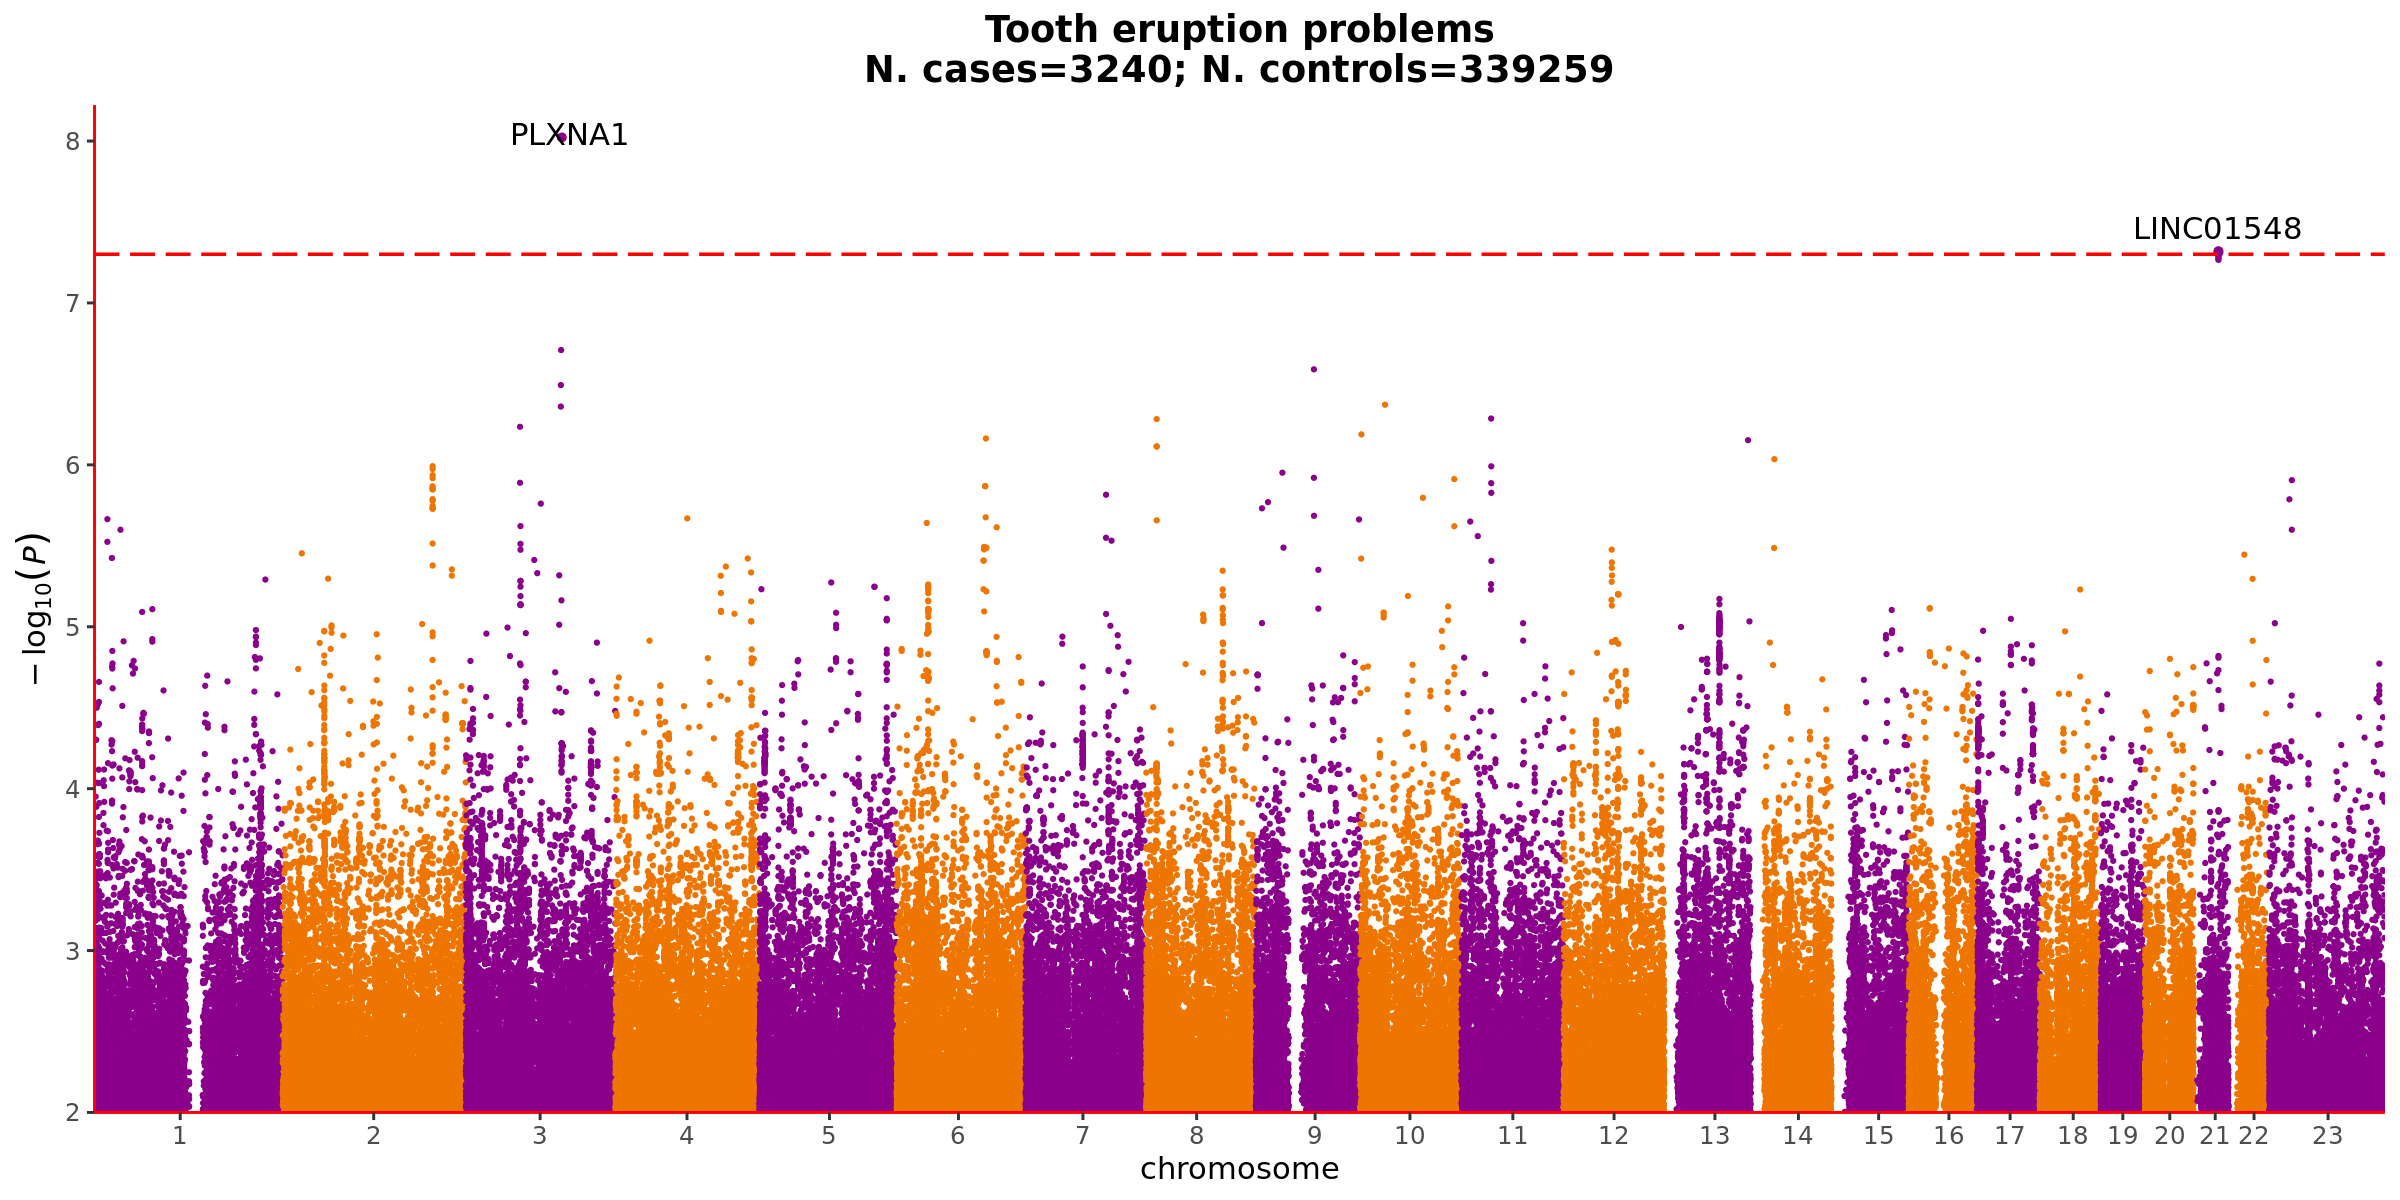 Tooth eruption problems
N. cases=3240; N. controls=339259
PLXNA1
LINC01548
8
7
6
5
4
3
2
− log10(P)
1 2 3 4 5 6 7 8 9 10 11 12 13 14 15 16 17 18 19 20 21 22 23
chromosome